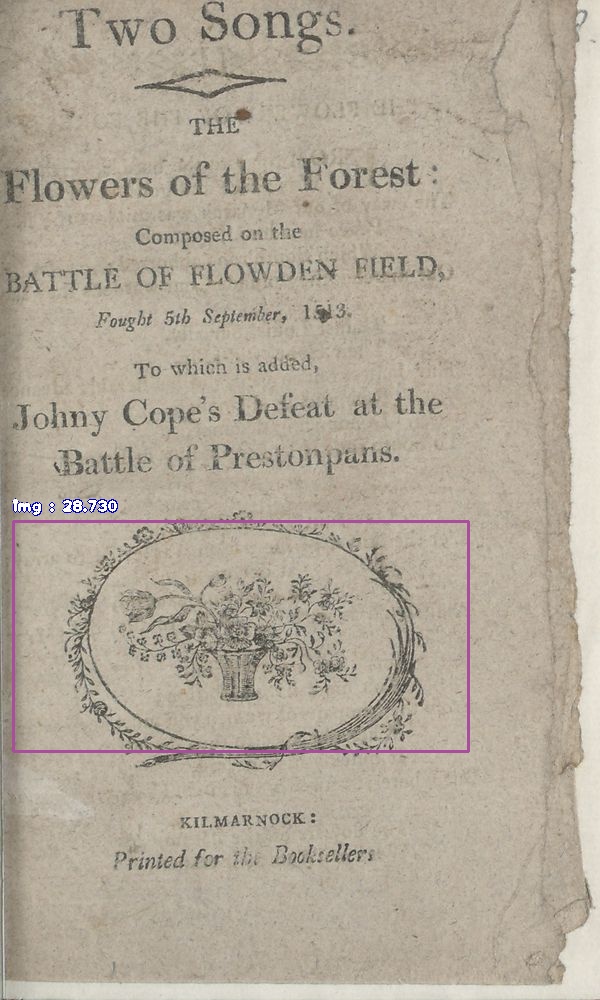 Two Songs.
THE
Flowers of the Forest:
Composed on the
BATTLE OF FLOWDEN FIELD,
Fought 5th September, 1513.
To which is added,
Johny Cope's Defeat at the
Battle of Prestonpans.
img : 28.730
KILMARNOCK:
Printed for the Booksellers